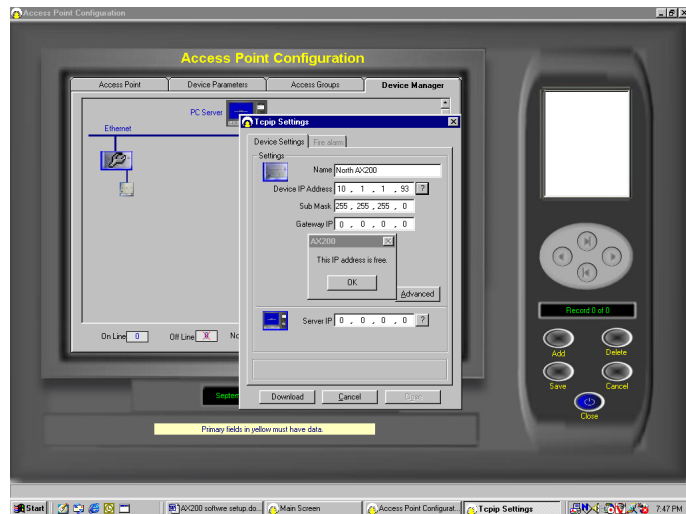 Access Point Configuration
Access Point Configuration
Access Point
Device Parameters
Access Groups
Device Manager
PC Server
Ethernet
Tcpip Settings
Device Settings
Fire alarm
Settings
Name North AX200
Device IP Address 10 . 1 . 1 . 93 ?
Sub Mask 255 . 255 . 255 . 0
Gateway IP 0 . 0 . 0 . 0
AX200
This IP address is free.
OK
Advanced
Server IP 0 . 0 . 0 . 0 ?
On Line 0
Off Line
No
Septem
Download
Cancel
Close
Primary fields in yellow must have data.
Record 0 of 0
Add
Delete
Save
Cancel
Close
Start
AX200 softwre setup.do...
Main Screen
Access Point Configurat...
Tcpip Settings
7:47 PM